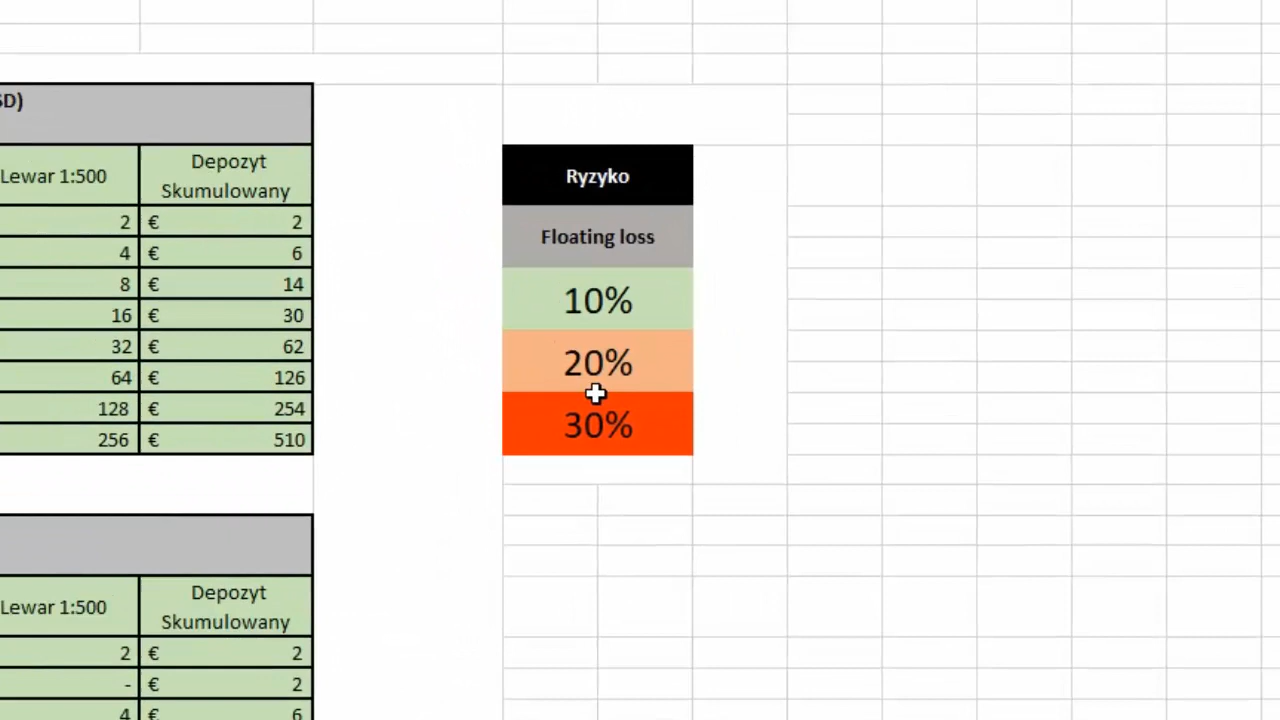 SD)
Lewar 1:500
Depozyt
Skumulowany
2 € 2
4 € 6
8 € 14
16 € 30
32 € 62
64 € 126
128 € 254
256 € 510
Ryzyko
Floating loss
10%
20%
30%
Lewar 1:500
Depozyt
Skumulowany
2 € 2
- € 2
4 € 6